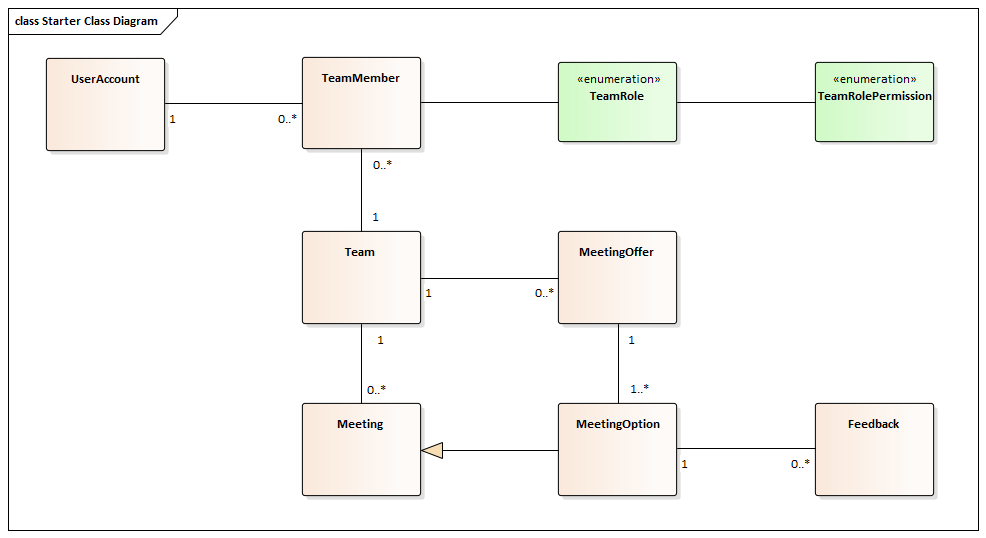 class Starter Class Diagram
UserAccount
TeamMember
«enumeration»
TeamRole
«enumeration»
TeamRolePermission
1
0..*
0..*
1
Team
MeetingOffer
1
0..*
1
1
0..*
1..*
Meeting
MeetingOption
Feedback
1
0..*